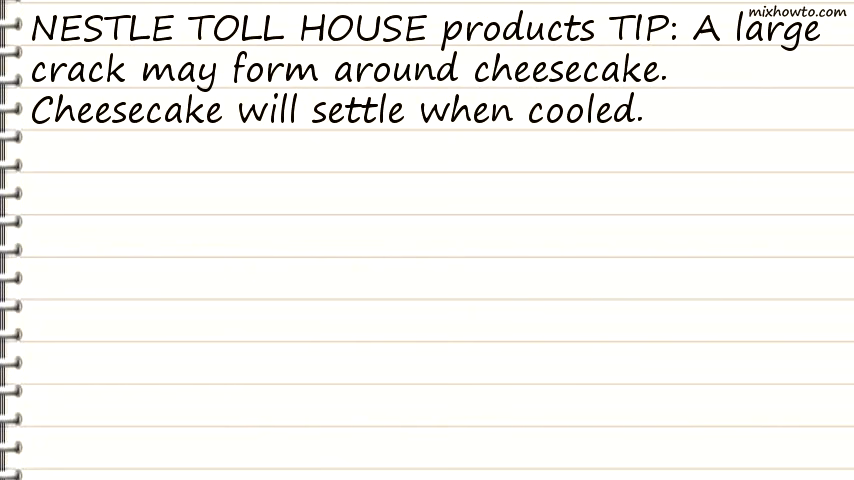 mixhowto.com
NESTLE TOLL HOUSE products TIP: A large
crack may form around cheesecake.
Cheesecake will settle when cooled.